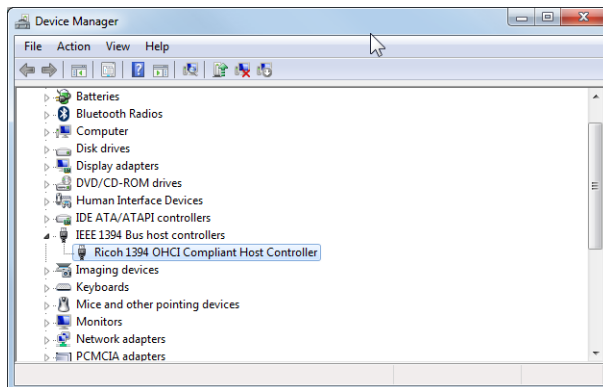 Device Manager
File Action View Help
Batteries
Bluetooth Radios
Computer
Disk drives
Display adapters
DVD/CD-ROM drives
Human Interface Devices
IDE ATA/ATAPI controllers
IEEE 1394 Bus host controllers
Ricoh 1394 OHCI Compliant Host Controller
Imaging devices
Keyboards
Mice and other pointing devices
Monitors
Network adapters
PCMCIA adapters